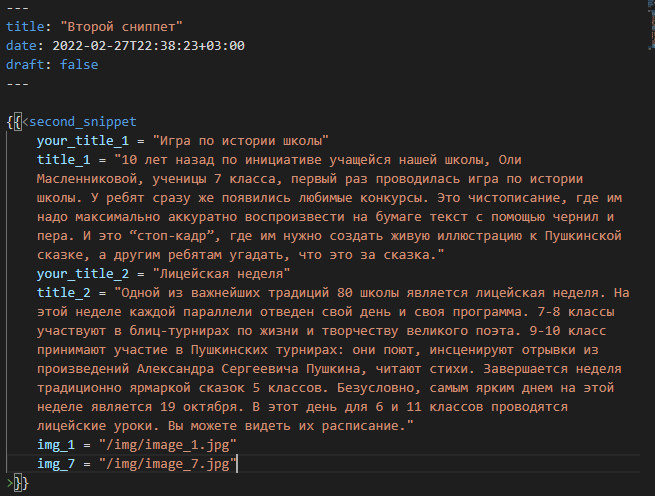 ---
title: "Второй сниппет"
date: 2022-02-27T22:38:23+03:00
draft: false
---
{{<second_snippet
your_title_1 = "Игра по истории школы"
title_1 = "10 лет назад по инициативе учащейся нашей школы, Оли
Масленниковой, ученицы 7 класса, первый раз проводилась игра по истории
школы. У ребят сразу же появились любимые конкурсы. Это чистописание, где им
надо максимально аккуратно воспроизвести на бумаге текст с помощью чернил и
пера. И это “стоп-кадр”, где им нужно создать живую иллюстрацию к Пушкинской
сказке, а другим ребятам угадать, что это за сказка."
your_title_2 = "Лицейская неделя"
title_2 = "Одной из важнейших традиций 80 школы является лицейская неделя. На
этой неделе каждой параллели отведен свой день и своя программа. 7-8 классы
участвуют в блиц-турнирах по жизни и творчеству великого поэта. 9-10 класс
принимают участие в Пушкинских турнирах: они поют, инсценируют отрывки из
произведений Александра Сергеевича Пушкина, читают стихи. Завершается неделя
традиционно ярмаркой сказок 5 классов. Безусловно, самым ярким днем на этой
неделе является 19 октября. В этот день для 6 и 11 классов проводятся
лицейские уроки. Вы можете видеть их расписание."
img_1 = "/img/image_1.jpg"
img_7 = "/img/image_7.jpg"
>}}